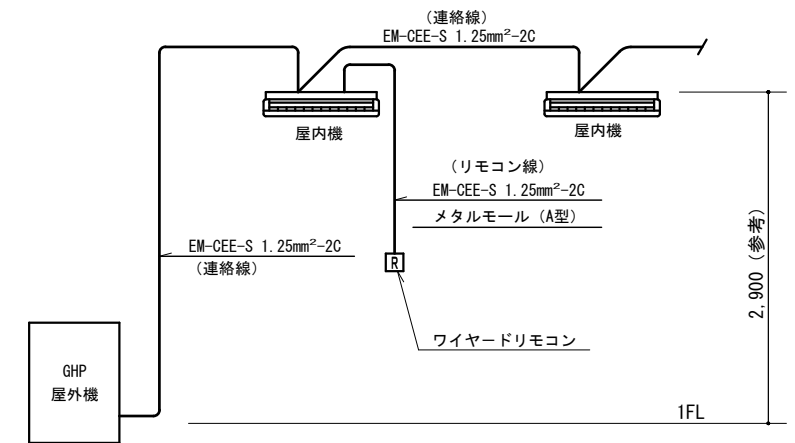 (連絡線)
EM-CEE-S 1.25mm²-2C
屋内機
屋内機
(リモコン線)
EM-CEE-S 1.25mm²-2C
メタルモール (A型)
EM-CEE-S 1.25mm²-2C
(連絡線)
R
2,900 (参考)
ワイヤードリモコン
GHP
屋外機
1FL